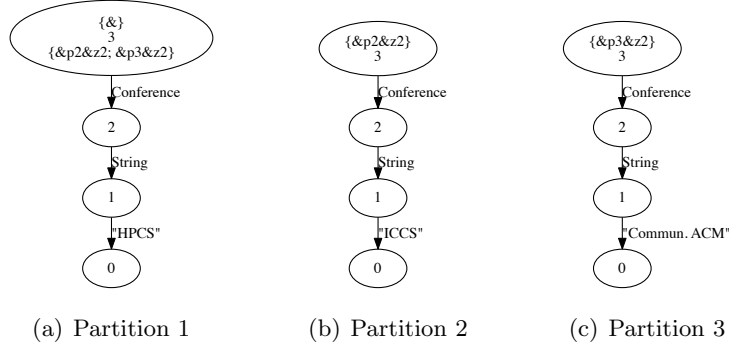 {&}
3
{&p2&z2; &p3&z2}
Conference
2
String
1
"HPCS"
0
(a) Partition 1
{&p2&z2}
3
Conference
2
String
1
"ICCS"
0
(b) Partition 2
{&p3&z2}
3
Conference
2
String
1
"Commun. ACM"
0
(c) Partition 3